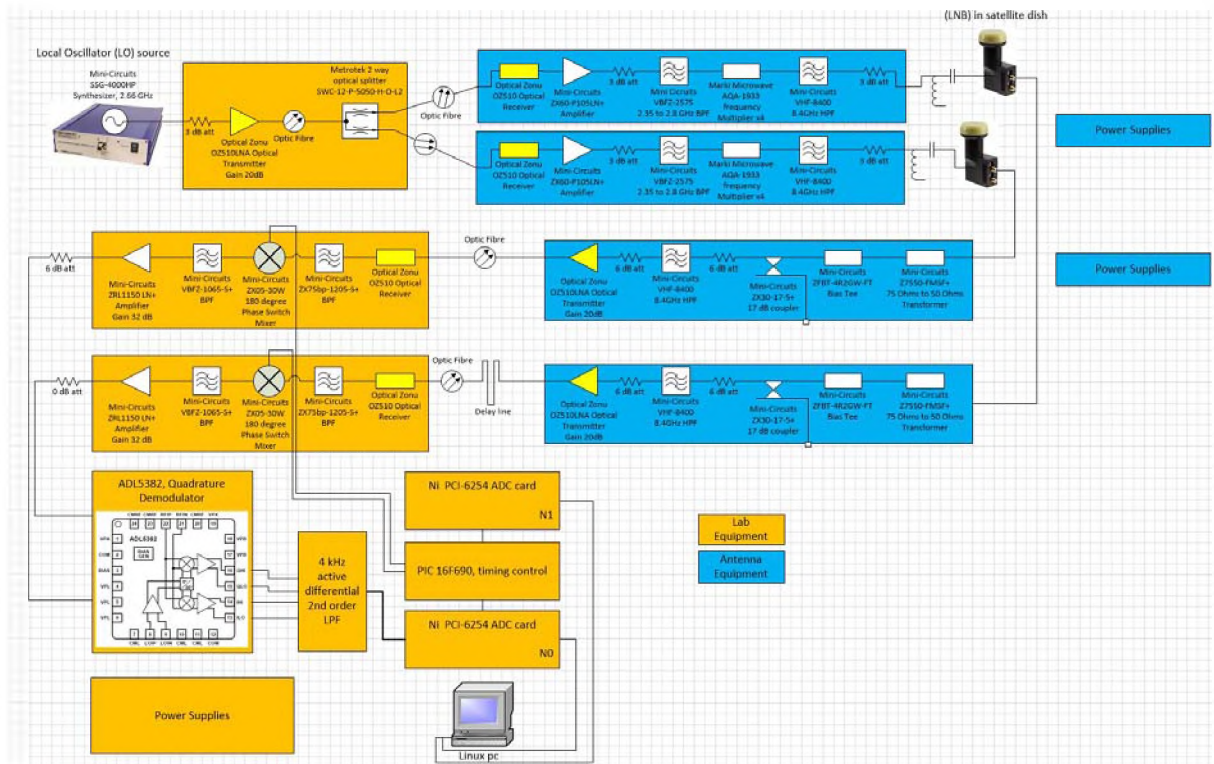 (LNB) in satellite dish
Local Oscillator (LO) source
Mini-Circuits
SSG-4000HP
Synthesizer, 2.66 GHz
3 dB att
Optical Zonu
OZ510LNA Optical
Transmitter
Gain 20dB
Optic Fibre
Metrotek 2 way
optical splitter
SWC-12-P-5050-H-O-L2
Optic Fibre
Optical Zonu
OZ510 Optical
Receiver
Mini-Circuits
ZX60-P105LN+
Amplifier
3 dB att
Mini Circuits
VBFZ-2575
2.35 to 2.8 GHz BPF
Marki Microwave
AQA-1933
frequency
Multiplier x4
Mini-Circuits
VHF-8400
8.4GHz HPF
3 dB att
Optical Zonu
OZ510 Optical
Receiver
Mini-Circuits
ZX60-P105LN+
Amplifier
3 dB att
Mini-Circuits
VBFZ-2575
2.35 to 2.8 GHz BPF
Marki Microwave
AQA-1933
frequency
Multiplier x4
Mini-Circuits
VHF-8400
8.4GHz HPF
3 dB att
Power Supplies
Power Supplies
6 dB att
Mini-Circuits
ZRL1150 LN+
Amplifier
Gain 32 dB
Mini-Circuits
VBFZ-1065-S+
BPF
Mini-Circuits
ZX05-30W
180 degree
Phase Switch
Mixer
Mini-Circuits
ZX75bp-1205-S+
BPF
Optical Zonu
OZ510 Optical
Receiver
Optic Fibre
Optical Zonu
OZ510LNA Optical
Transmitter
Gain 20dB
6 dB att
Mini-Circuits
VHF-8400
8.4GHz HPF
6 dB att
Mini-Circuits
ZX30-17-5+
17 dB coupler
Mini-Circuits
ZFBT-4R2GW-FT
Bias Tee
Mini-Circuits
Z7550-FMSF+
75 Ohms to 50 Ohms
Transformer
0 dB att
Mini-Circuits
ZRL1150 LN+
Amplifier
Gain 32 dB
Mini-Circuits
VBFZ-1065-S+
BPF
Mini-Circuits
ZX05-30W
180 degree
Phase Switch
Mixer
Mini-Circuits
ZX75bp-1205-S+
BPF
Optical Zonu
OZ510 Optical
Receiver
Optic Fibre
Delay line
Optical Zonu
OZ510LNA Optical
Transmitter
Gain 20dB
6 dB att
Mini-Circuits
VHF-8400
8.4GHz HPF
6 dB att
Mini-Circuits
ZX30-17-5+
17 dB coupler
Mini-Circuits
ZFBT-4R2GW-FT
Bias Tee
Mini-Circuits
Z7550-FMSF+
75 Ohms to 50 Ohms
Transformer
ADL5382, Quadrature
Demodulator
ADL5382
BIAS
GEN
4 kHz
active
differential
2nd order
LPF
Ni PCI-6254 ADC card
N1
PIC 16F690, timing control
Ni PCI-6254 ADC card
N0
Lab
Equipment
Antenna
Equipment
Power Supplies
Linux pc